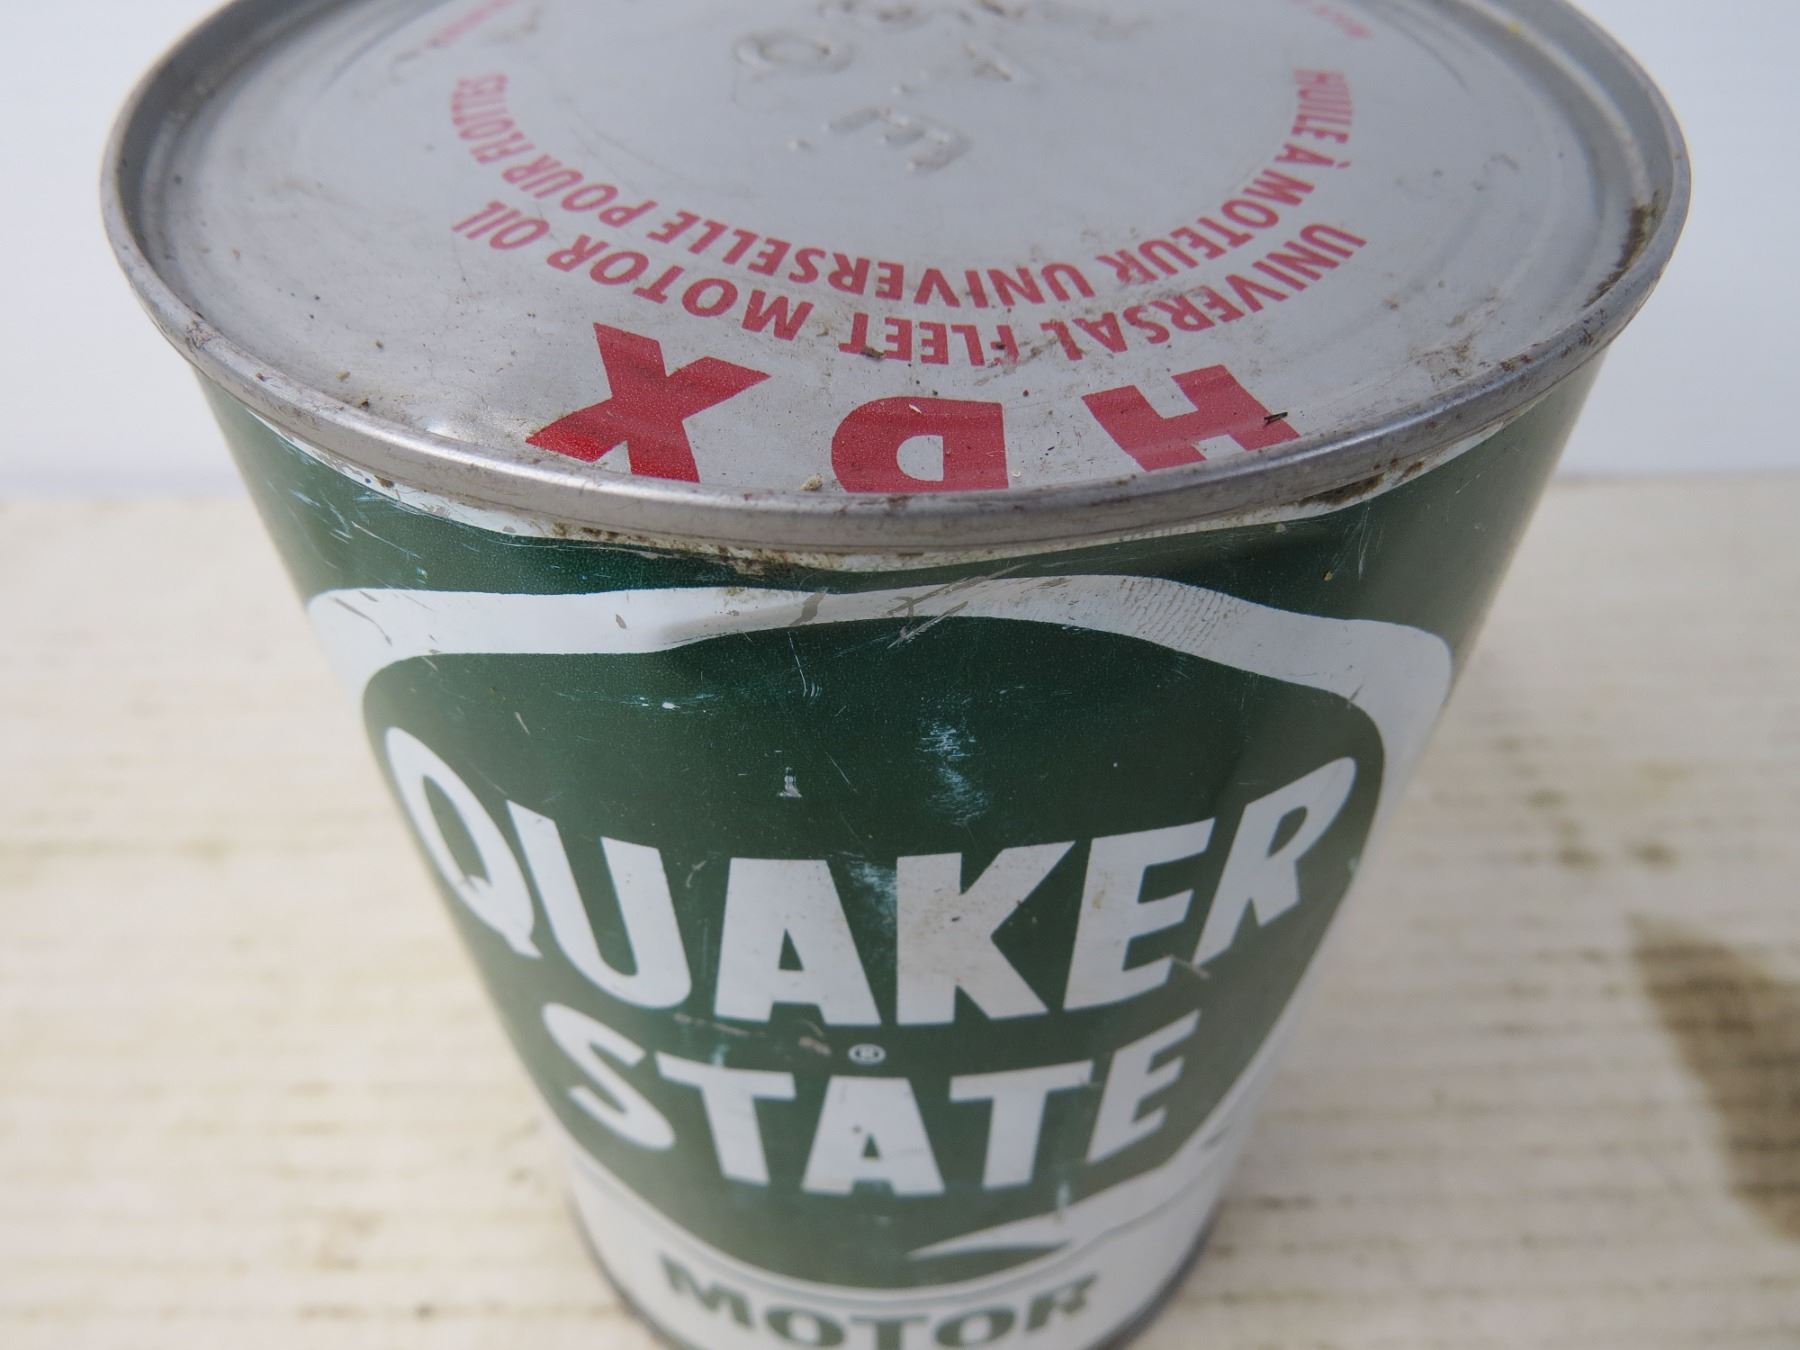 HUILE À MOTEUR UNIVERSELLE POUR FLOTTES
UNIVERSAL FLEET MOTOR OIL
HDX
QUAKER
STATE
®
MOTOR